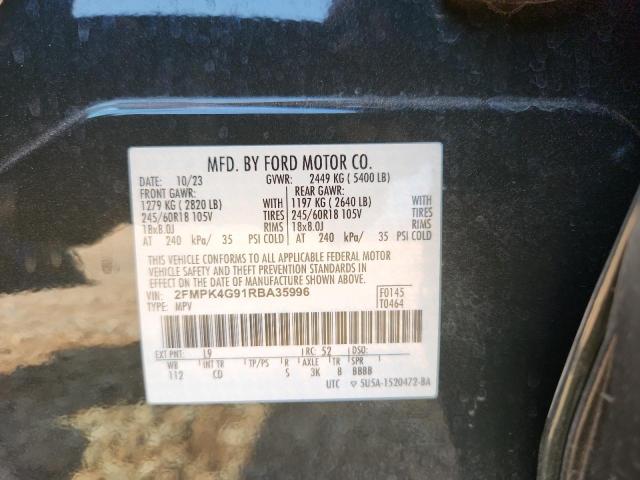 MFD. BY FORD MOTOR CO.
DATE: 10/23 GVWR: 2449 KG ( 5400 LB)
FRONT GAWR: REAR GAWR:
1279 KG ( 2820 LB) WITH 1197 KG ( 2640 LB) WITH
245/60R18 105V TIRES 245/60R18 105V TIRES
18x8.0J RIMS 18x8.0J RIMS
AT 240 kPa/ 35 PSI COLD AT 240 kPa/ 35 PSI COLD
THIS VEHICLE CONFORMS TO ALL APPLICABLE FEDERAL MOTOR
VEHICLE SAFETY AND THEFT PREVENTION STANDARDS IN EFFECT
ON THE DATE OF MANUFACTURE SHOWN ABOVE.
VIN: 2FMPK4G91RBA35996 F0145
TYPE: MPV T0464
EXT PNT: 19 RC: 52 DSO:
WB INT TR TP/PS R AXLE TR SPR
112 CD S 3K 8 BBBB
UTC 5U5A-1520472-BA